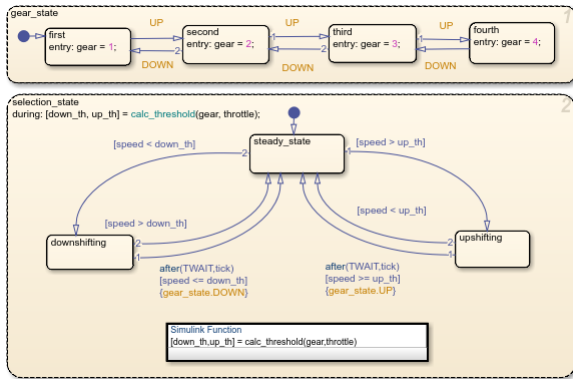 gear_state
1
UP
UP
UP
first
entry: gear = 1;
second
entry: gear = 2;
third
entry: gear = 3;
fourth
entry: gear = 4;
1
1
2
2
DOWN
DOWN
DOWN
selection_state
2
during: [down_th, up_th] = calc_threshold(gear, throttle);
steady_state
[speed < down_th]
2
1
[speed > up_th]
[speed > down_th]
[speed < up_th]
downshifting
2
1
upshifting
2
1
after(TWAIT,tick)
[speed <= down_th]
{gear_state.DOWN}
after(TWAIT,tick)
[speed >= up_th]
{gear_state.UP}
Simulink Function
[down_th,up_th] = calc_threshold(gear,throttle)